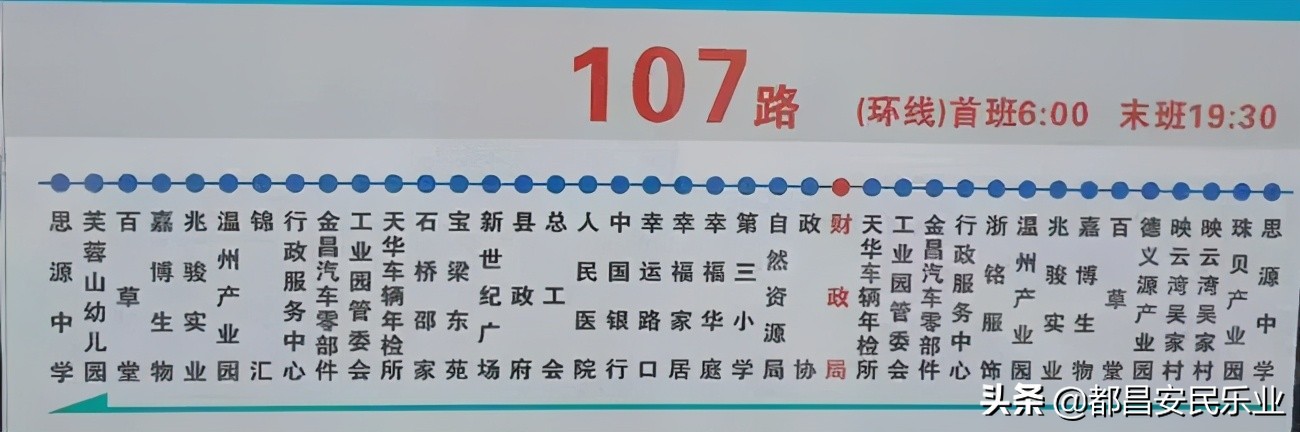 107路 (环线)首班6:00 末班19:30
思源中学
芙蓉山幼儿园
百草堂
嘉博生物
兆骏实业
温州产业园
锦汇
行政服务中心
金昌汽车零部件
工业园管委会
天华车辆年检所
石桥邵家
宝梁东苑
新世纪广场
县政府
总工会
人民医院
中国银行
幸运路口
幸福家居
幸福华庭
第三小学
自然资源局
政协
财政局
天华车辆年检所
工业园管委会
金昌汽车零部件
行政服务中心
浙铭服饰
温州产业园
兆骏实业
嘉博生物
百草堂
德义源产业园
映云湾吴家村
映云湾吴家村
珠贝产业园
思源中学
头条 @都昌安民乐业